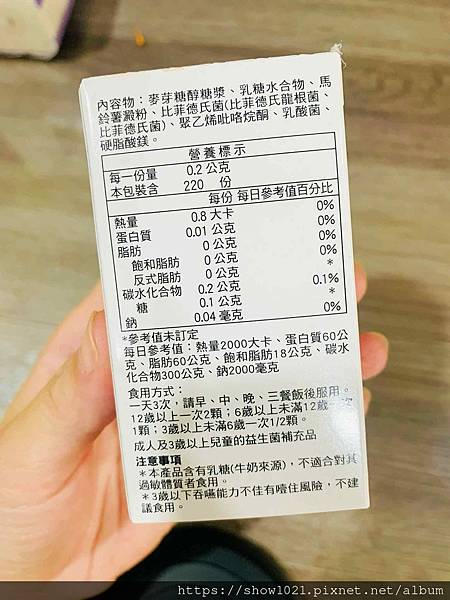 內容物：麥芽糖醇糖漿、乳糖水合物、馬
鈴薯澱粉、比菲德氏菌(比菲德氏龍根菌、
比菲德氏菌)、聚乙烯吡咯烷酮、乳酸菌、
硬脂酸鎂。
營養標示
每一份量 0.2 公克
本包裝含 220 份
每份 每日參考值百分比
熱量 0.8 大卡 0%
蛋白質 0.01 公克 0%
脂肪 0 公克 0%
飽和脂肪 0 公克 0%
反式脂肪 0 公克 *
碳水化合物 0.2 公克 0.1%
糖 0.1 公克 *
鈉 0.04 毫克 0%
*參考值未訂定
每日參考值：熱量2000大卡、蛋白質60公
克、脂肪60公克、飽和脂肪18公克、碳水
化合物300公克、鈉2000毫克
食用方式：
一天3次，請早、中、晚、三餐飯後服用。
12歲以上一次2顆；6歲以上未滿12歲一次
1顆；3歲以上未滿6歲一次1/2顆。
成人及3歲以上兒童的益生菌補充品
注意事項
＊本產品含有乳糖(牛奶來源)，不適合對其
過敏體質者食用。
＊3歲以下吞嚥能力不佳有噎住風險，不建
議食用。
https://show1021.pixnet.net/album